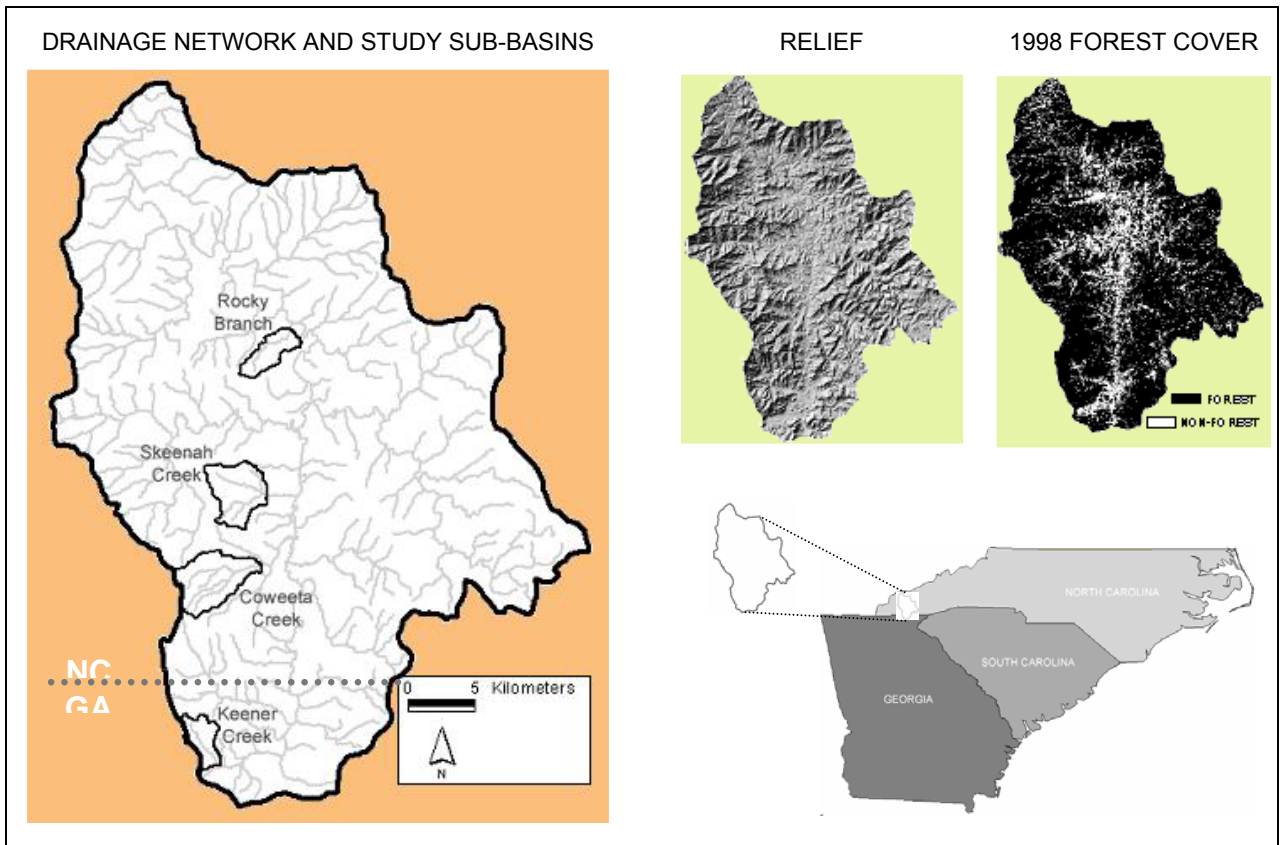 DRAINAGE NETWORK AND STUDY SUB-BASINS
RELIEF
1998 FOREST COVER
Rocky
Branch
Skeenah
Creek
Coweeta
Creek
NC
GA
Keener
Creek
0 5 Kilometers
N
FOREST
NON-FOREST
NORTH CAROLINA
SOUTH CAROLINA
GEORGIA